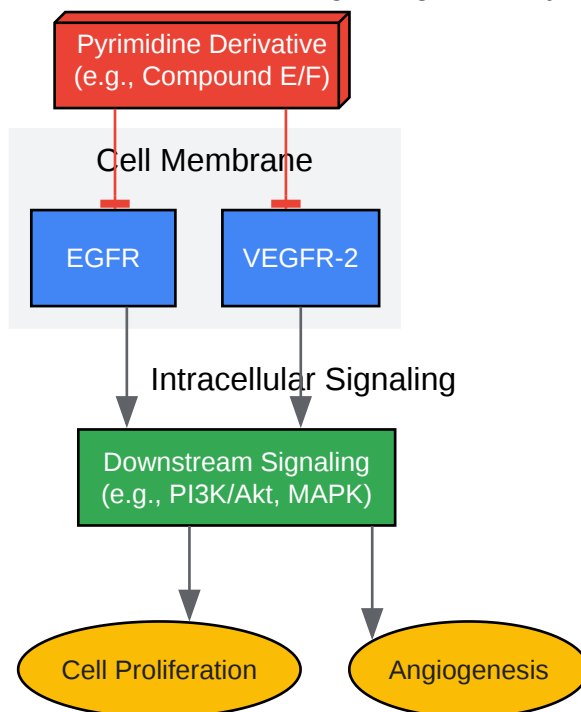 Pyrimidine Derivative
(e.g., Compound E/F)
Cell Membrane
EGFR
VEGFR-2
Intracellular Signaling
Downstream Signaling
(e.g., PI3K/Akt, MAPK)
Cell Proliferation
Angiogenesis